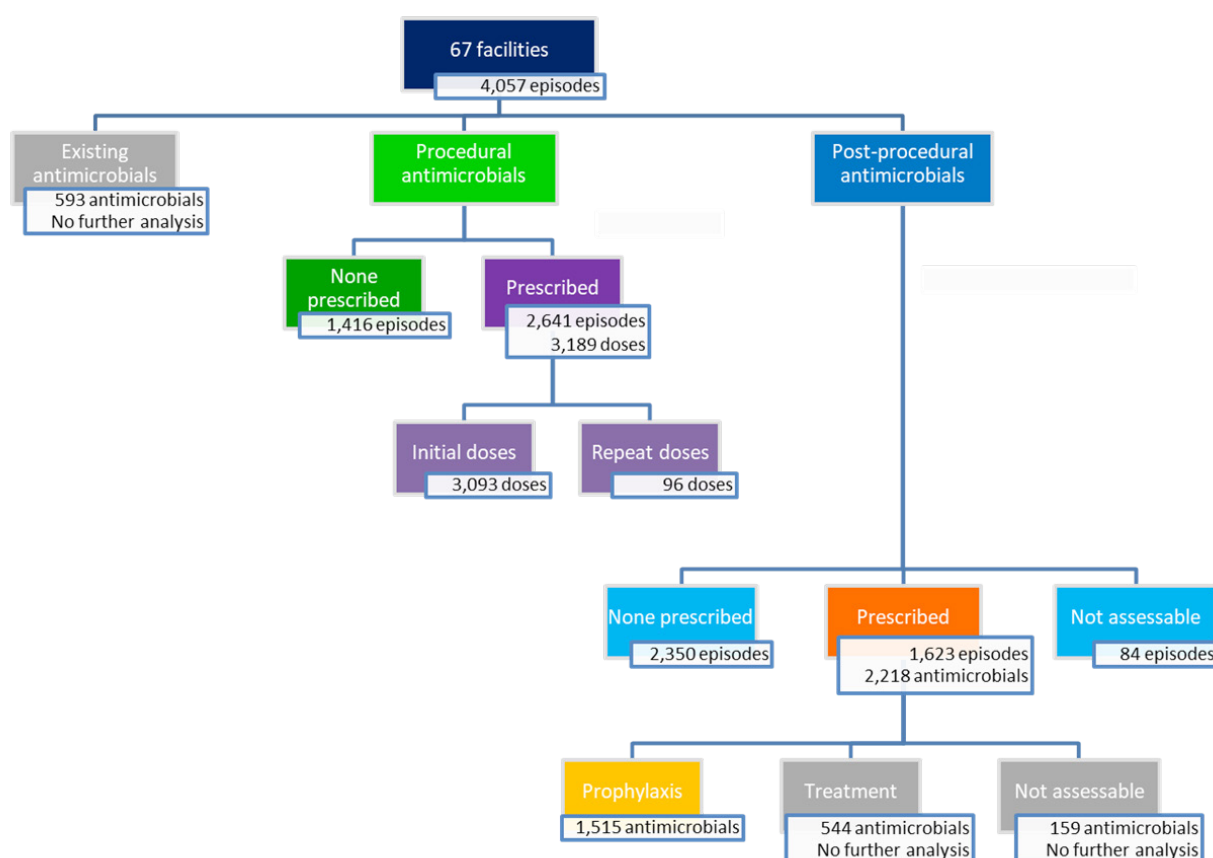 67 facilities
4,057 episodes
Existing
antimicrobials
593 antimicrobials
No further analysis
Procedural
antimicrobials
Post-procedural
antimicrobials
None
prescribed
1,416 episodes
Prescribed
2,641 episodes
3,189 doses
Initial doses
3,093 doses
Repeat doses
96 doses
None prescribed
2,350 episodes
Prescribed
1,623 episodes
2,218 antimicrobials
Not assessable
84 episodes
Prophylaxis
1,515 antimicrobials
Treatment
544 antimicrobials
No further analysis
Not assessable
159 antimicrobials
No further analysis